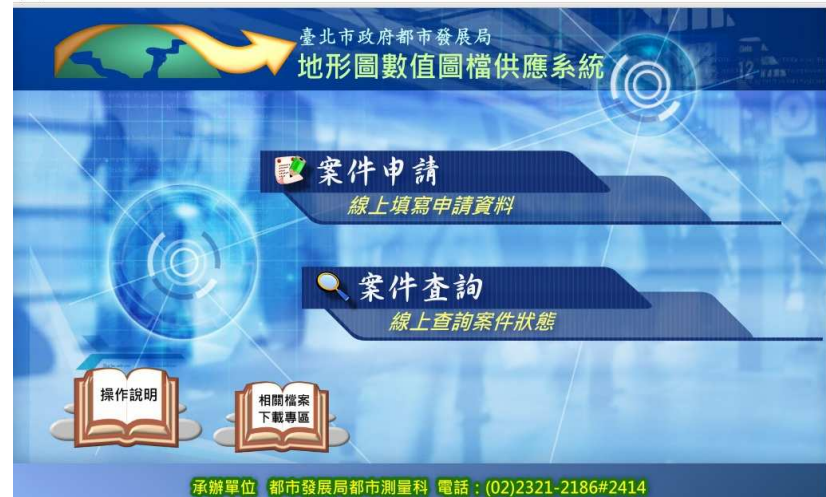 臺北市政府都市發展局
地形圖數值圖檔供應系統
案件申請
線上填寫申請資料
案件查詢
線上查詢案件狀態
操作說明
相關檔案
下載專區
承辦單位 都市發展局都市測量科 電話：(02)2321-2186#2414